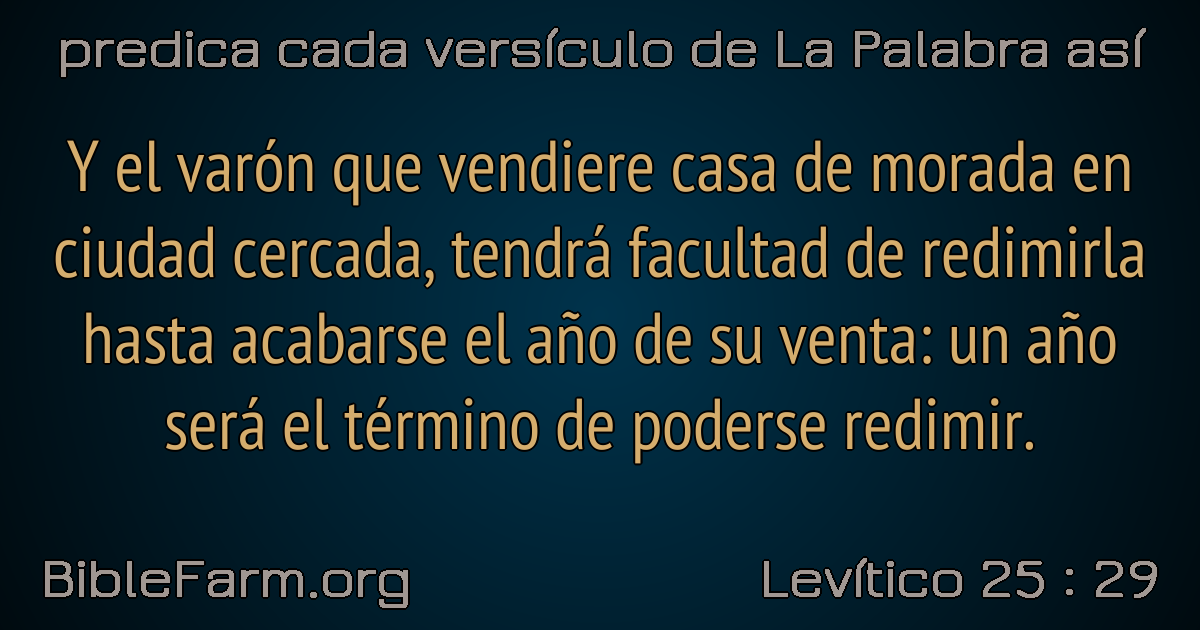 predica cada versículo de La Palabra así
Y el varón que vendiere casa de morada en
ciudad cercada, tendrá facultad de redimirla
hasta acabarse el año de su venta: un año
será el término de poderse redimir.
BibleFarm.org
Levítico 25 : 29